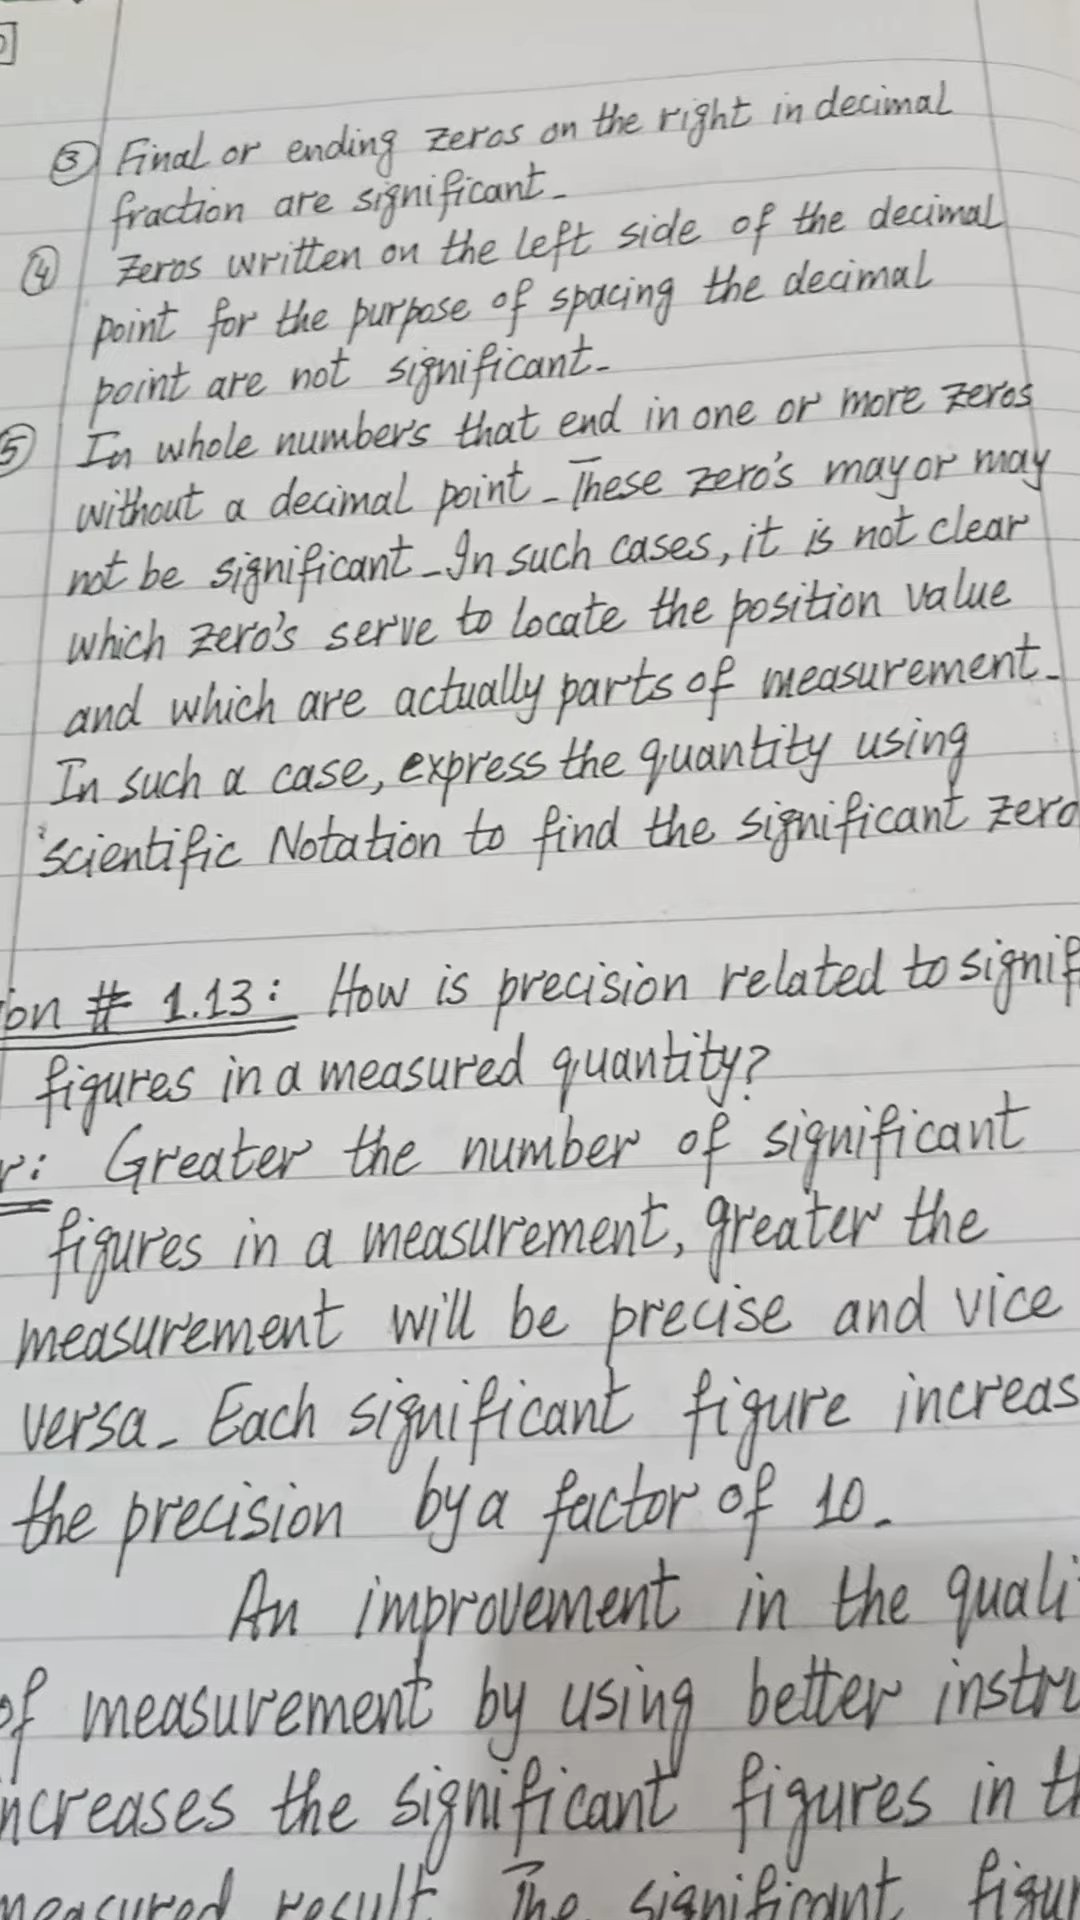 ③ Final or ending zeros on the right in decimal
fraction are significant-
④ Zeros written on the left side of the decimal
point for the purpose of spacing the decimal
point are not significant-
⑤ In whole numbers that end in one or more zeros
without a decimal point- These zero's may or may
not be significant- In such cases, it is not clear
which zero's serve to locate the position value
and which are actually parts of measurement-
In such a case, express the quantity using
scientific Notation to find the significant zero
on # 1.13: How is precision related to signif
figures in a measured quantity?
r: Greater the number of significant
figures in a measurement, greater the
measurement will be precise and vice
versa- Each significant figure increas
the precision by a factor of 10-
An improvement in the quali
of measurement by using better instru
ncreases the significant figures in th
measured result The significant figur